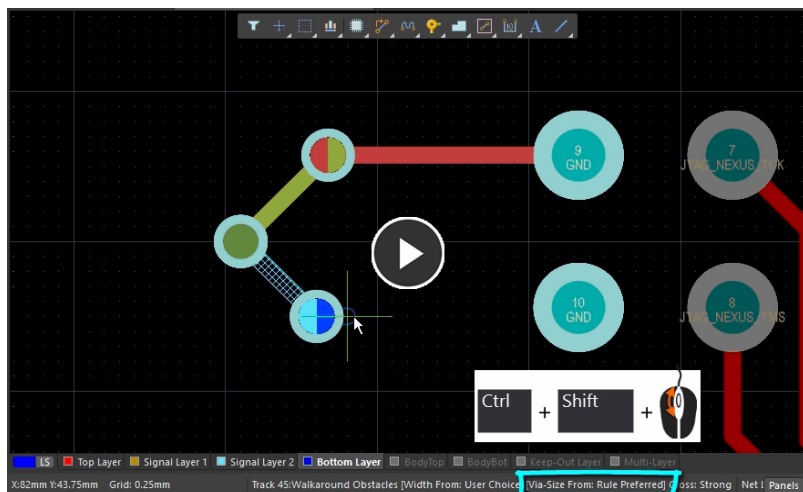 A
9
GND
7
JTAG_NEXUS_TCK
10
GND
8
JTAG_NEXUS_TMS
Ctrl + Shift +
LS Top Layer Signal Layer 1 Signal Layer 2 Bottom Layer BodyTop BodyBot Keep-Out Layer Multi-Layer
X:82mm Y:43.75mm Grid: 0.25mm Track 45:Walkaround Obstacles [Width From: User Choice] [Via-Size From: Rule Preferred] Gloss: Strong Net Panels